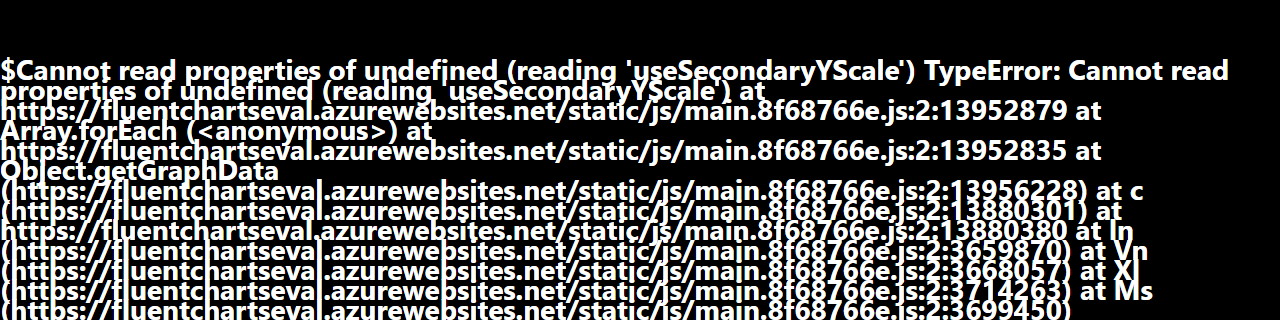 $Cannot read properties of undefined (reading 'useSecondaryYScale') TypeError: Cannot read
properties of undefined (reading 'useSecondaryYScale') at
https://fluentchartseval.azurewebsites.net/static/js/main.8f68766e.js:2:13952879 at
Array.forEach (<anonymous>) at
https://fluentchartseval.azurewebsites.net/static/js/main.8f68766e.js:2:13952835 at
Object.getGraphData
(https://fluentchartseval.azurewebsites.net/static/js/main.8f68766e.js:2:13956228) at c
(https://fluentchartseval.azurewebsites.net/static/js/main.8f68766e.js:2:13880301) at
https://fluentchartseval.azurewebsites.net/static/js/main.8f68766e.js:2:13880380 at In
(https://fluentchartseval.azurewebsites.net/static/js/main.8f68766e.js:2:3659870) at Vn
(https://fluentchartseval.azurewebsites.net/static/js/main.8f68766e.js:2:3668057) at Xl
(https://fluentchartseval.azurewebsites.net/static/js/main.8f68766e.js:2:3714263) at Ms
(https://fluentchartseval.azurewebsites.net/static/js/main.8f68766e.js:2:3699450)